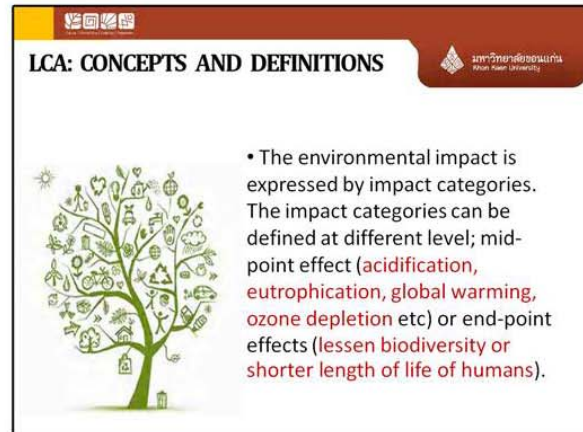 LCA: CONCEPTS AND DEFINITIONS
มหาวิทยาลัยขอนแก่น
Khon Kaen University
• The environmental impact is
expressed by impact categories.
The impact categories can be
defined at different level; mid-
point effect (acidification,
eutrophication, global warming,
ozone depletion etc) or end-point
effects (lessen biodiversity or
shorter length of life of humans).